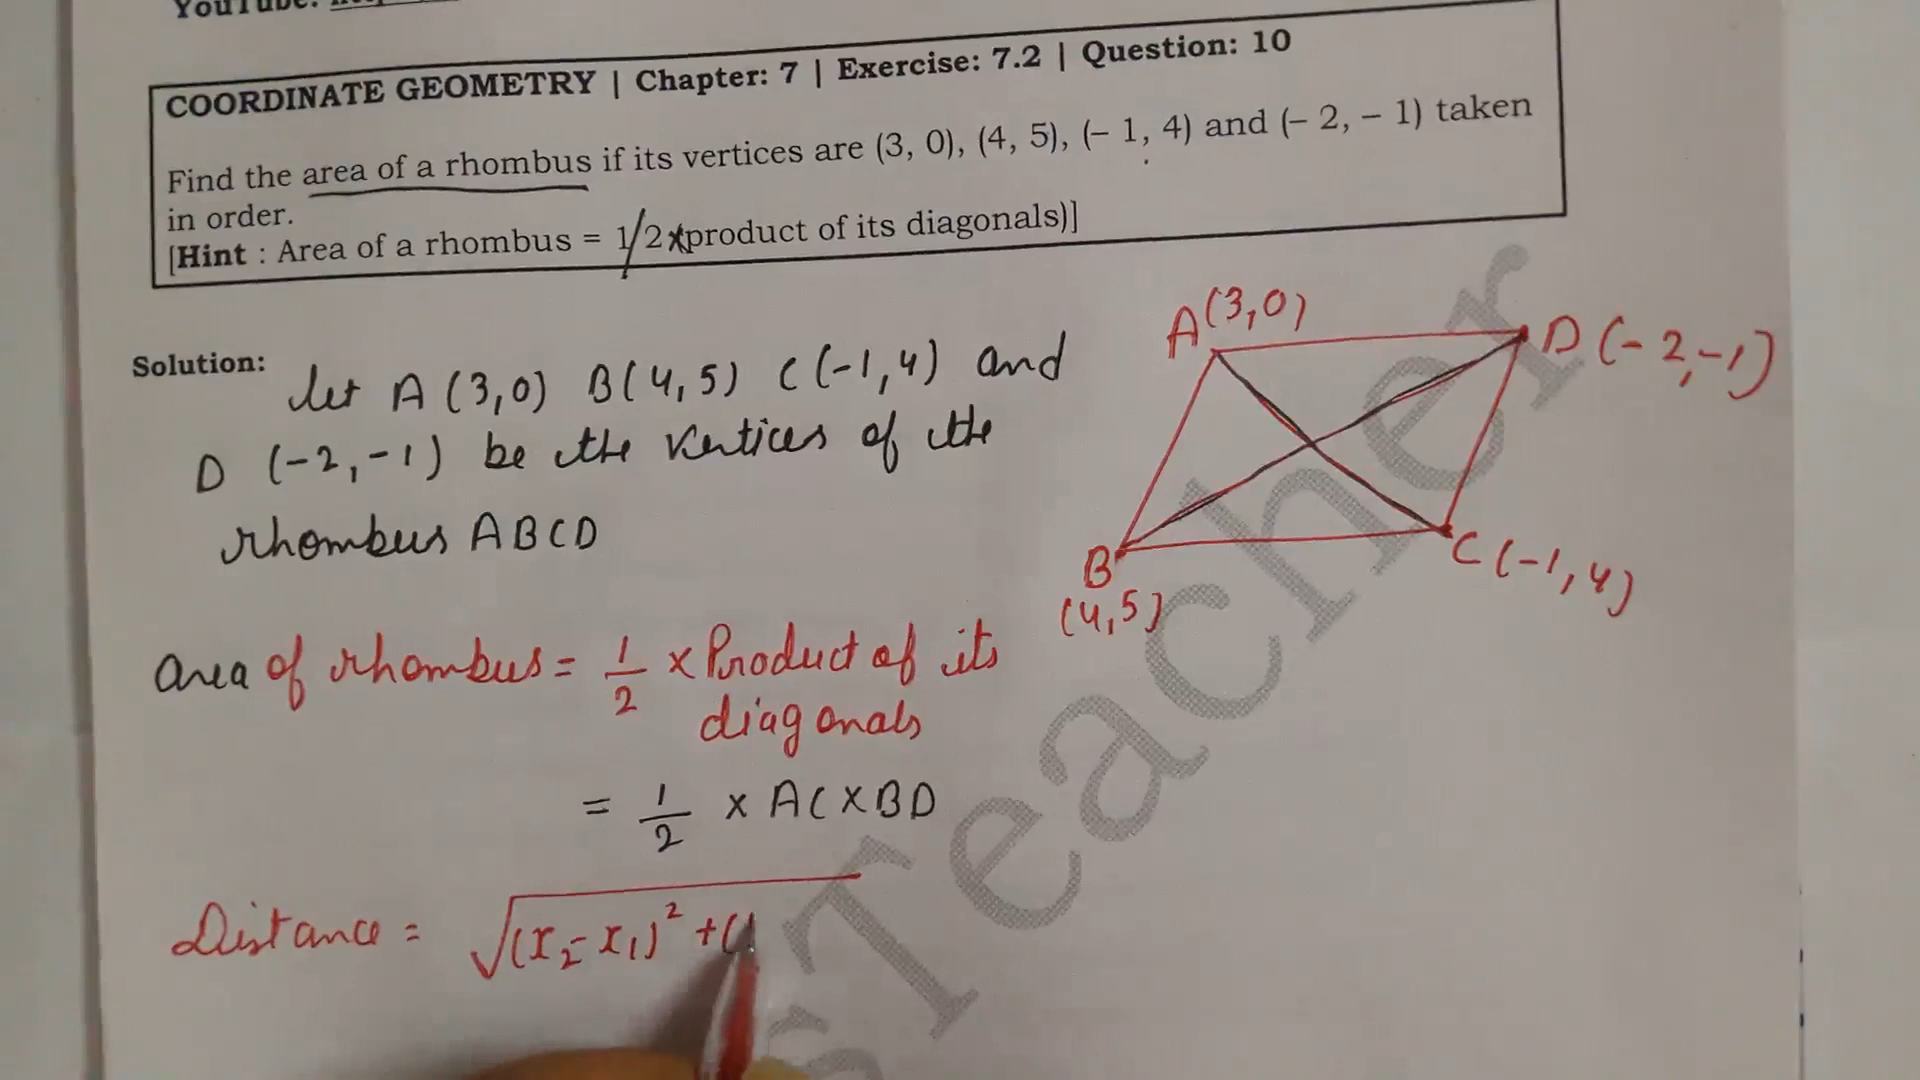 YouTube:
COORDINATE GEOMETRY | Chapter: 7 | Exercise: 7.2 | Question: 10
Find the area of a rhombus if its vertices are (3, 0), (4, 5), (– 1, 4) and (– 2, – 1) taken
in order.
[Hint : Area of a rhombus = 1/2×(product of its diagonals)]
Solution: let A (3,0) B(4,5) C(-1,4) and
D (-2,-1) be the vertices of the
rhombus ABCD
A(3,0)
D(-2,-1)
B
(4,5)
C(-1,4)
area of rhombus = 1/2 × Product of its
diagonals
= 1/2 × AC×BD
Distance = √(x₂-x₁)² +(
Teacher